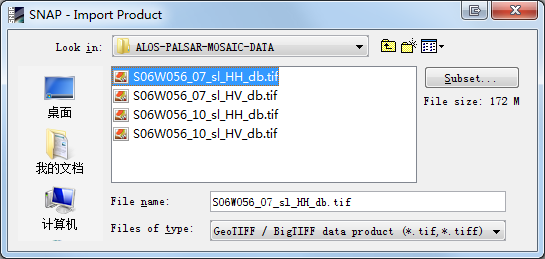 SNAP - Import Product
Look in: ALOS-PALSAR-MOSAIC-DATA
桌面
我的文档
计算机
S06W056_07_sl_HH_db.tif
S06W056_07_sl_HV_db.tif
S06W056_10_sl_HH_db.tif
S06W056_10_sl_HV_db.tif
Subset...
File size: 172 M
File name: S06W056_07_sl_HH_db.tif
Files of type: GeoTIFF / BigTIFF data product (*.tif,*.tiff)